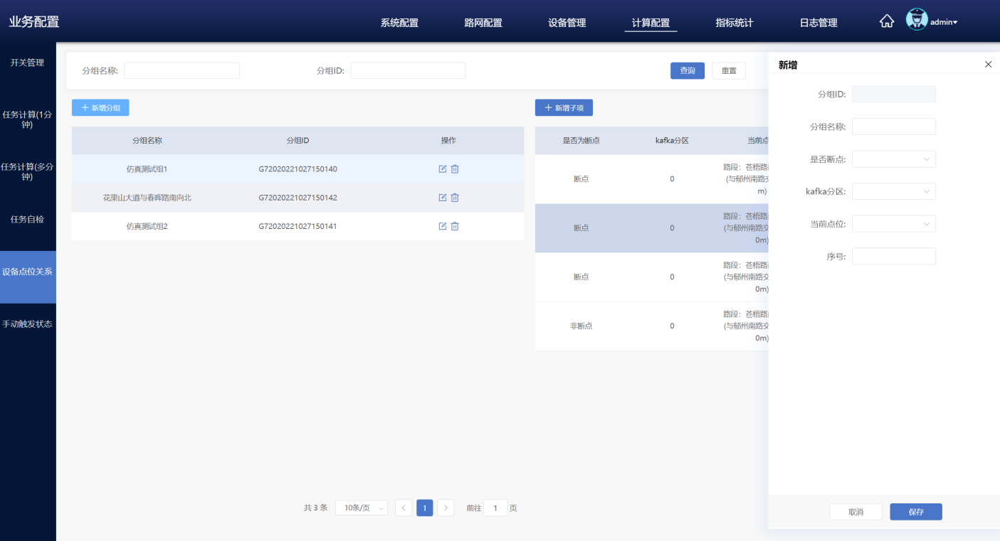 业务配置
系统配置
路网配置
设备管理
计算配置
指标统计
日志管理
admin
开关管理
任务计算(1分
钟)
任务计算(多分
钟)
任务自检
设备点位关系
手动触发状态
分组名称:
分组ID:
查询
重置
新增分组
分组名称 分组ID 操作
仿真测试组1 G72020221027150140
花果山大道与春晖路南向北 G72020221027150142
仿真测试组2 G72020221027150141
共 3 条
10条/页
1
前往 1 页
新增子项
是否为断点 kafka分区 当前点
断点 0
路段：苍梧路
(与郁州南路交
m)
断点 0
路段：苍梧路
(与郁州南路交
0m)
断点 0
路段：苍梧路
(与郁州南路交
0m)
非断点 0
路段：苍梧路
(与郁州南路交
0m)
新增
分组ID:
分组名称:
是否断点:
kafka分区:
当前点位:
序号:
取消
保存